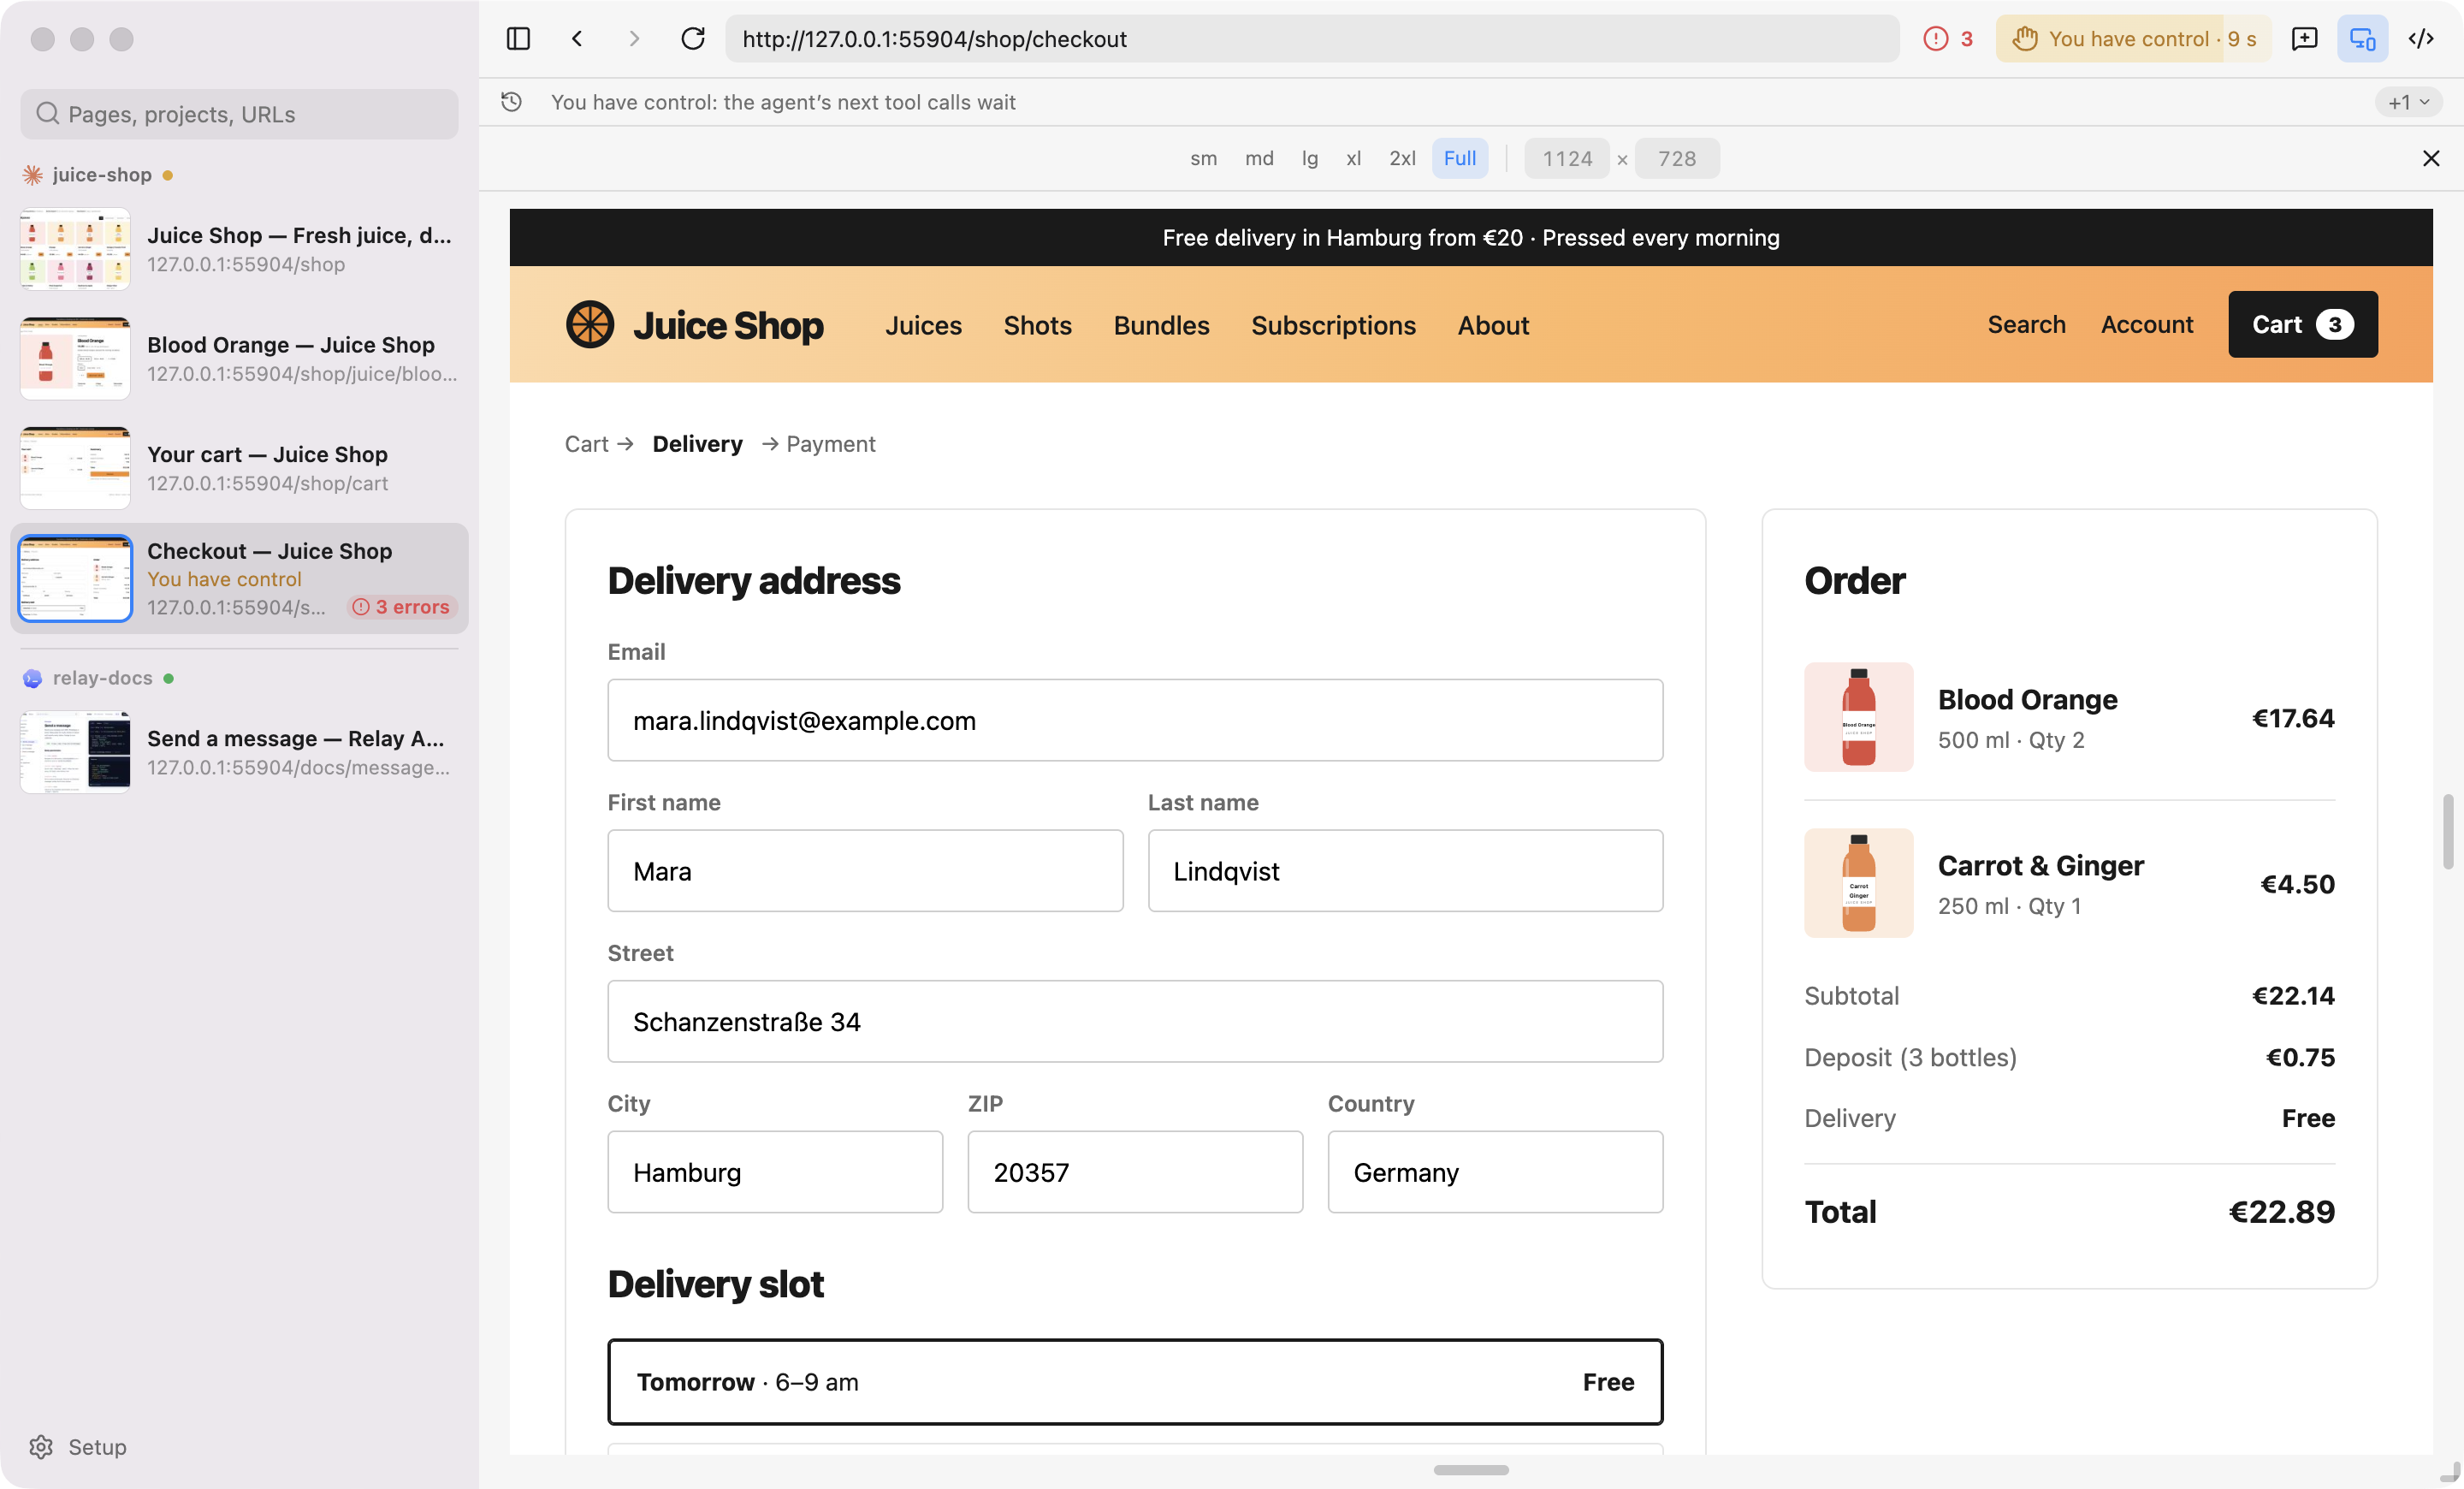 http://127.0.0.1:55904/shop/checkout
3
You have control · 9 s
Pages, projects, URLs
You have control: the agent’s next tool calls wait
+1
sm md lg xl 2xl Full 1124 × 728
juice-shop
Juice Shop — Fresh juice, d...
127.0.0.1:55904/shop
Blood Orange — Juice Shop
127.0.0.1:55904/shop/juice/bloo...
Your cart — Juice Shop
127.0.0.1:55904/shop/cart
Checkout — Juice Shop
You have control
127.0.0.1:55904/s...
3 errors
relay-docs
Send a message — Relay A...
127.0.0.1:55904/docs/message...
Setup
Free delivery in Hamburg from €20 · Pressed every morning
Juice Shop
Juices Shots Bundles Subscriptions About
Search Account Cart 3
Cart → Delivery → Payment
Delivery address
Email
mara.lindqvist@example.com
First name Last name
Mara Lindqvist
Street
Schanzenstraße 34
City ZIP Country
Hamburg 20357 Germany
Delivery slot
Tomorrow · 6–9 am Free
Order
Blood Orange
JUICE SHOP
Blood Orange
500 ml · Qty 2
€17.64
Carrot
Ginger
JUICE SHOP
Carrot & Ginger
250 ml · Qty 1
€4.50
Subtotal €22.14
Deposit (3 bottles) €0.75
Delivery Free
Total €22.89